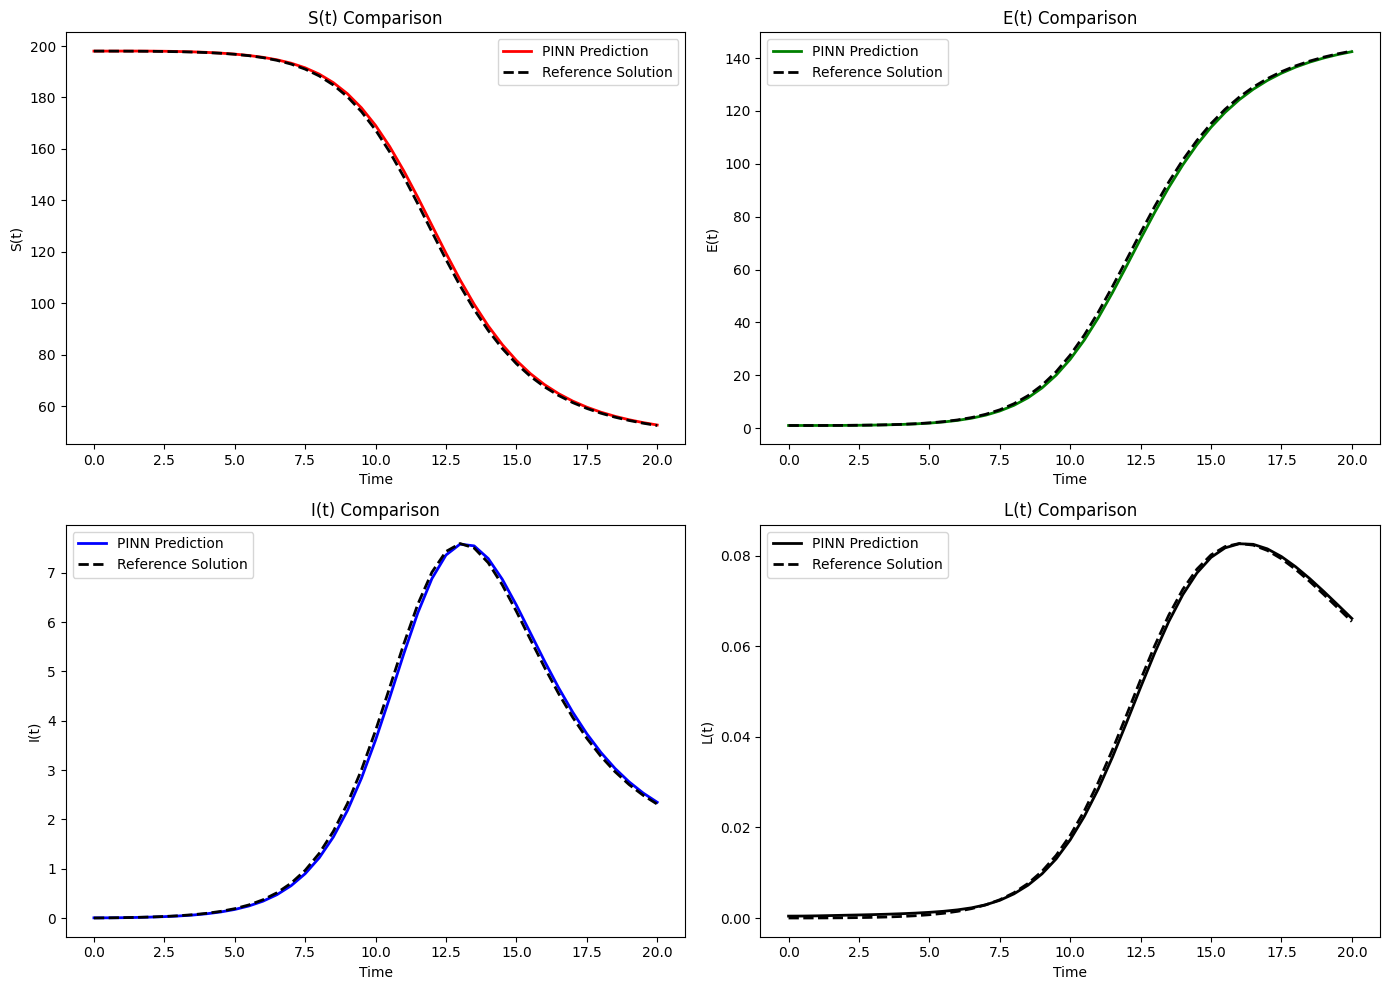 S(t) Comparison
PINN Prediction
Reference Solution
S(t)
200
180
160
140
120
100
80
60
0.0 2.5 5.0 7.5 10.0 12.5 15.0 17.5 20.0
Time
E(t) Comparison
PINN Prediction
Reference Solution
E(t)
140
120
100
80
60
40
20
0
0.0 2.5 5.0 7.5 10.0 12.5 15.0 17.5 20.0
Time
I(t) Comparison
PINN Prediction
Reference Solution
I(t)
7
6
5
4
3
2
1
0
0.0 2.5 5.0 7.5 10.0 12.5 15.0 17.5 20.0
Time
L(t) Comparison
PINN Prediction
Reference Solution
L(t)
0.08
0.06
0.04
0.02
0.00
0.0 2.5 5.0 7.5 10.0 12.5 15.0 17.5 20.0
Time